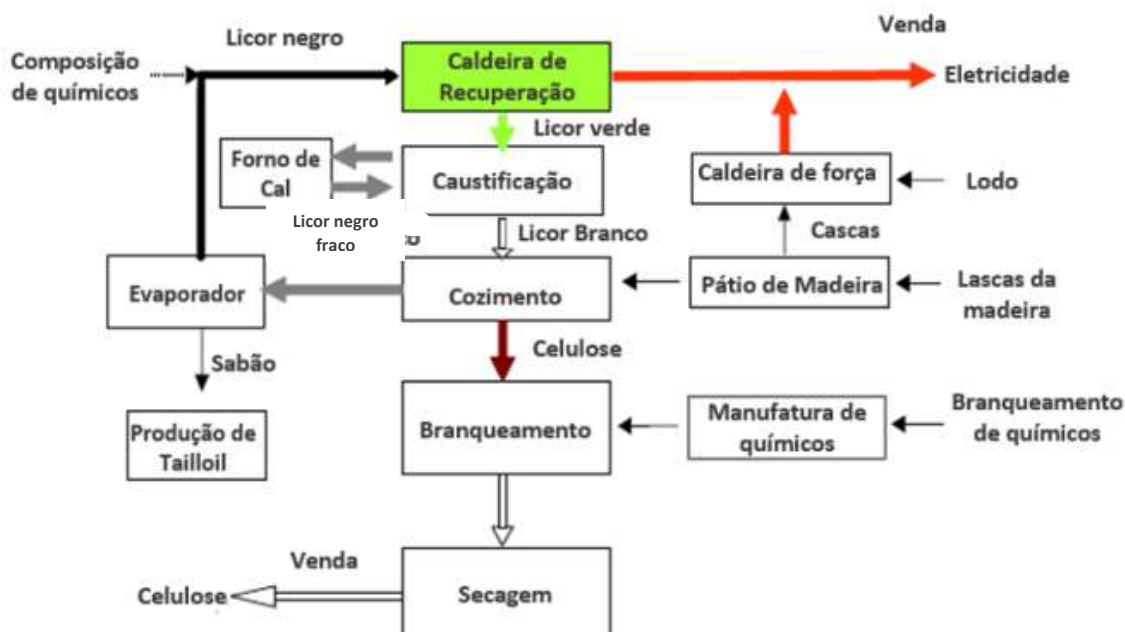 Venda
Licor negro
Composição
de químicos
Caldeira de
Recuperação
Eletricidade
Licor verde
Forno de
Cal
Caustificação
Caldeira de força
Lodo
Licor negro
fraco
Licor Branco
Cascas
Evaporador
Cozimento
Pátio de Madeira
Lascas da
madeira
Sabão
Celulose
Produção de
Tailloil
Branqueamento
Manufatura de
químicos
Branqueamento
de químicos
Venda
Celulose
Secagem